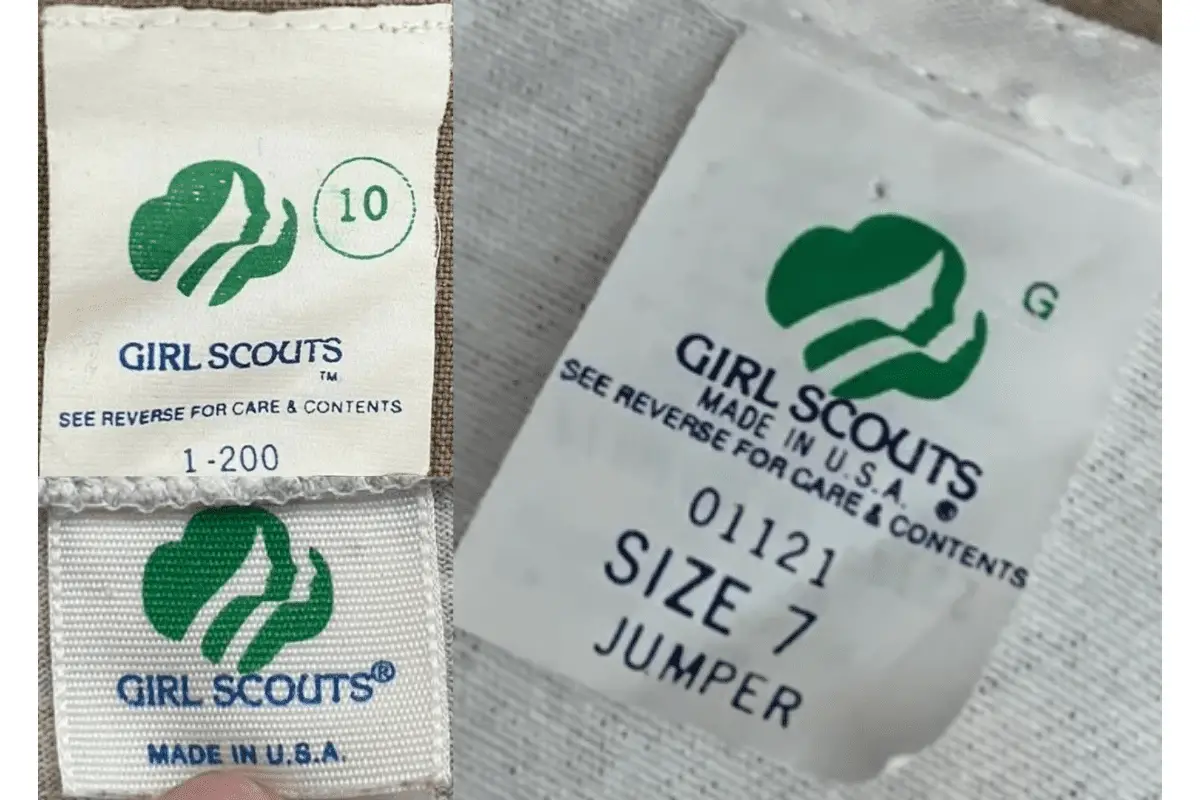 10
GIRL SCOUTS
TM
SEE REVERSE FOR CARE & CONTENTS
1-200
GIRL SCOUTS®
MADE IN U.S.A.
G
GIRL SCOUTS
MADE IN U.S.A. ®
SEE REVERSE FOR CARE & CONTENTS
01121
SIZE 7
JUMPER